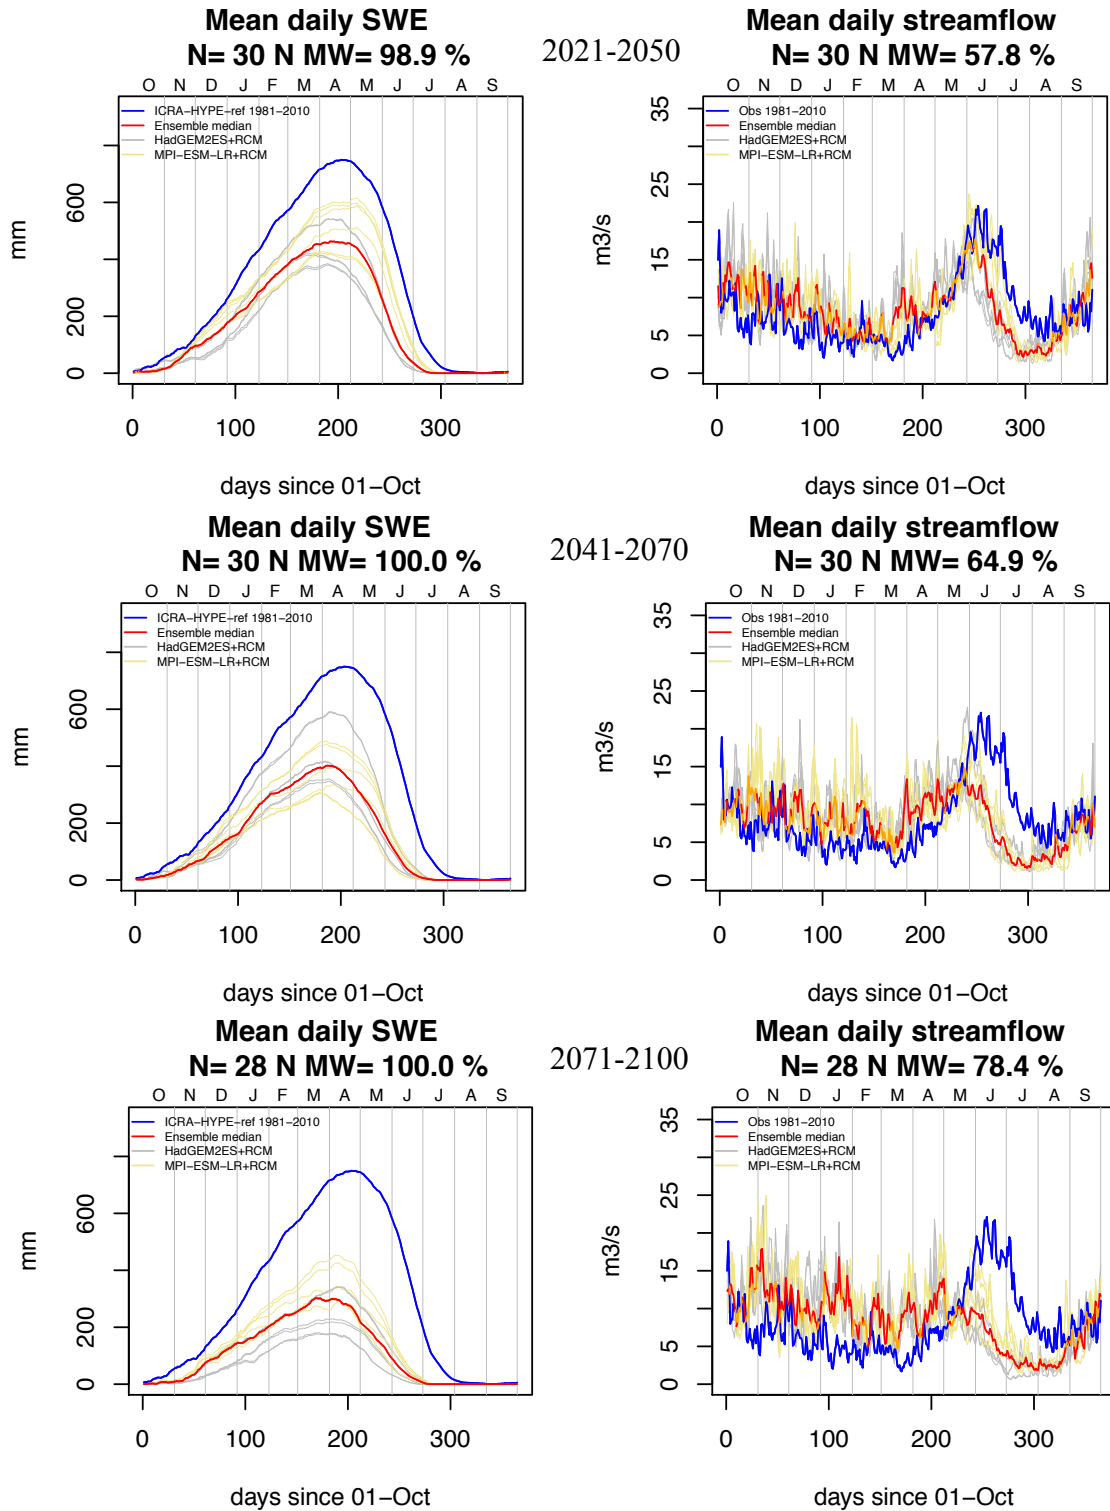 Mean daily SWE
N= 30 N MW= 98.9 %
2021-2050
Mean daily streamflow
N= 30 N MW= 57.8 %
O N D J F M A M J J A S
ICRA-HYPE-ref 1981-2010
Ensemble median
HadGEM2ES+RCM
MPI-ESM-LR+RCM
mm
0 200 600
0 100 200 300
days since 01-Oct
O N D J F M A M J J A S
Obs 1981-2010
Ensemble median
HadGEM2ES+RCM
MPI-ESM-LR+RCM
m3/s
0 5 15 25 35
0 100 200 300
days since 01-Oct
Mean daily SWE
N= 30 N MW= 100.0 %
2041-2070
Mean daily streamflow
N= 30 N MW= 64.9 %
O N D J F M A M J J A S
ICRA-HYPE-ref 1981-2010
Ensemble median
HadGEM2ES+RCM
MPI-ESM-LR+RCM
mm
0 200 600
0 100 200 300
days since 01-Oct
O N D J F M A M J J A S
Obs 1981-2010
Ensemble median
HadGEM2ES+RCM
MPI-ESM-LR+RCM
m3/s
0 5 15 25 35
0 100 200 300
days since 01-Oct
Mean daily SWE
N= 28 N MW= 100.0 %
2071-2100
Mean daily streamflow
N= 28 N MW= 78.4 %
O N D J F M A M J J A S
ICRA-HYPE-ref 1981-2010
Ensemble median
HadGEM2ES+RCM
MPI-ESM-LR+RCM
mm
0 200 600
0 100 200 300
days since 01-Oct
O N D J F M A M J J A S
Obs 1981-2010
Ensemble median
HadGEM2ES+RCM
MPI-ESM-LR+RCM
m3/s
0 5 15 25 35
0 100 200 300
days since 01-Oct